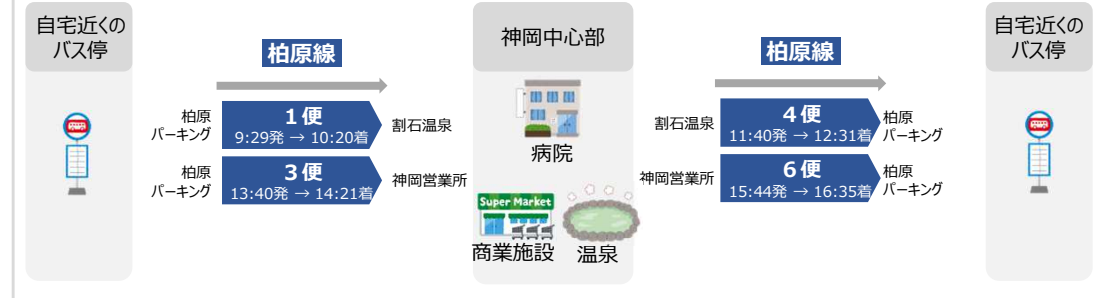 自宅近くの
バス停
柏原線
柏原
パーキング
1便
9:29発 → 10:20着
割石温泉
柏原
パーキング
3便
13:40発 → 14:21着
神岡営業所
神岡中心部
病院
Super Market
商業施設
温泉
柏原線
割石温泉
4便
11:40発 → 12:31着
柏原
パーキング
神岡営業所
6便
15:44発 → 16:35着
柏原
パーキング
自宅近くの
バス停